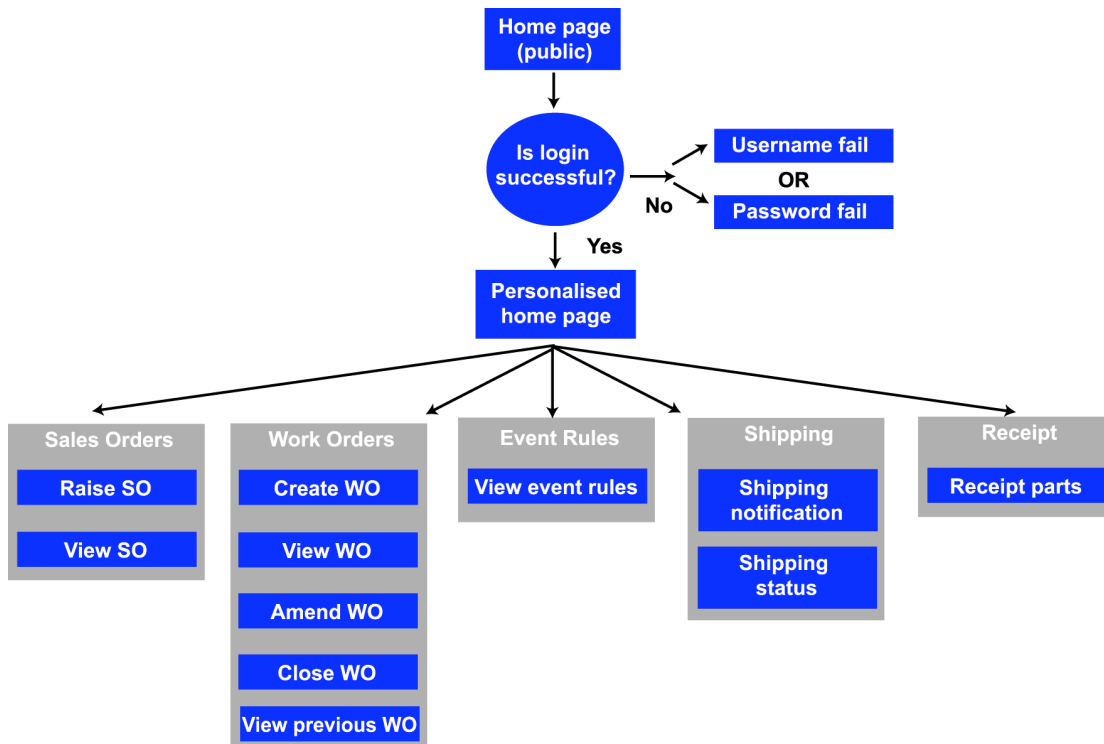 Home page
(public)
Is login
successful?
Username fail
OR
Password fail
No
Yes
Personalised
home page
Sales Orders
Raise SO
View SO
Work Orders
Create WO
View WO
Amend WO
Close WO
View previous WO
Event Rules
View event rules
Shipping
Shipping
notification
Shipping
status
Receipt
Receipt parts